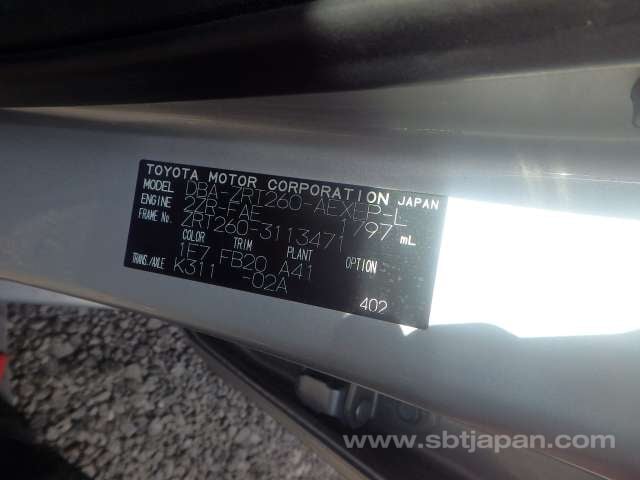 TOYOTA MOTOR CORPORATION JAPAN
MODEL DBA-ZRT260-AEXEP-L
ENGINE 2ZR-FAE 1797 mL
FRAME No. ZRT260-3113471
COLOR TRIM PLANT OPTION
1F7 FB20 A41
TRANS./AXLE K311 -02A
402
www.sbtjapan.com